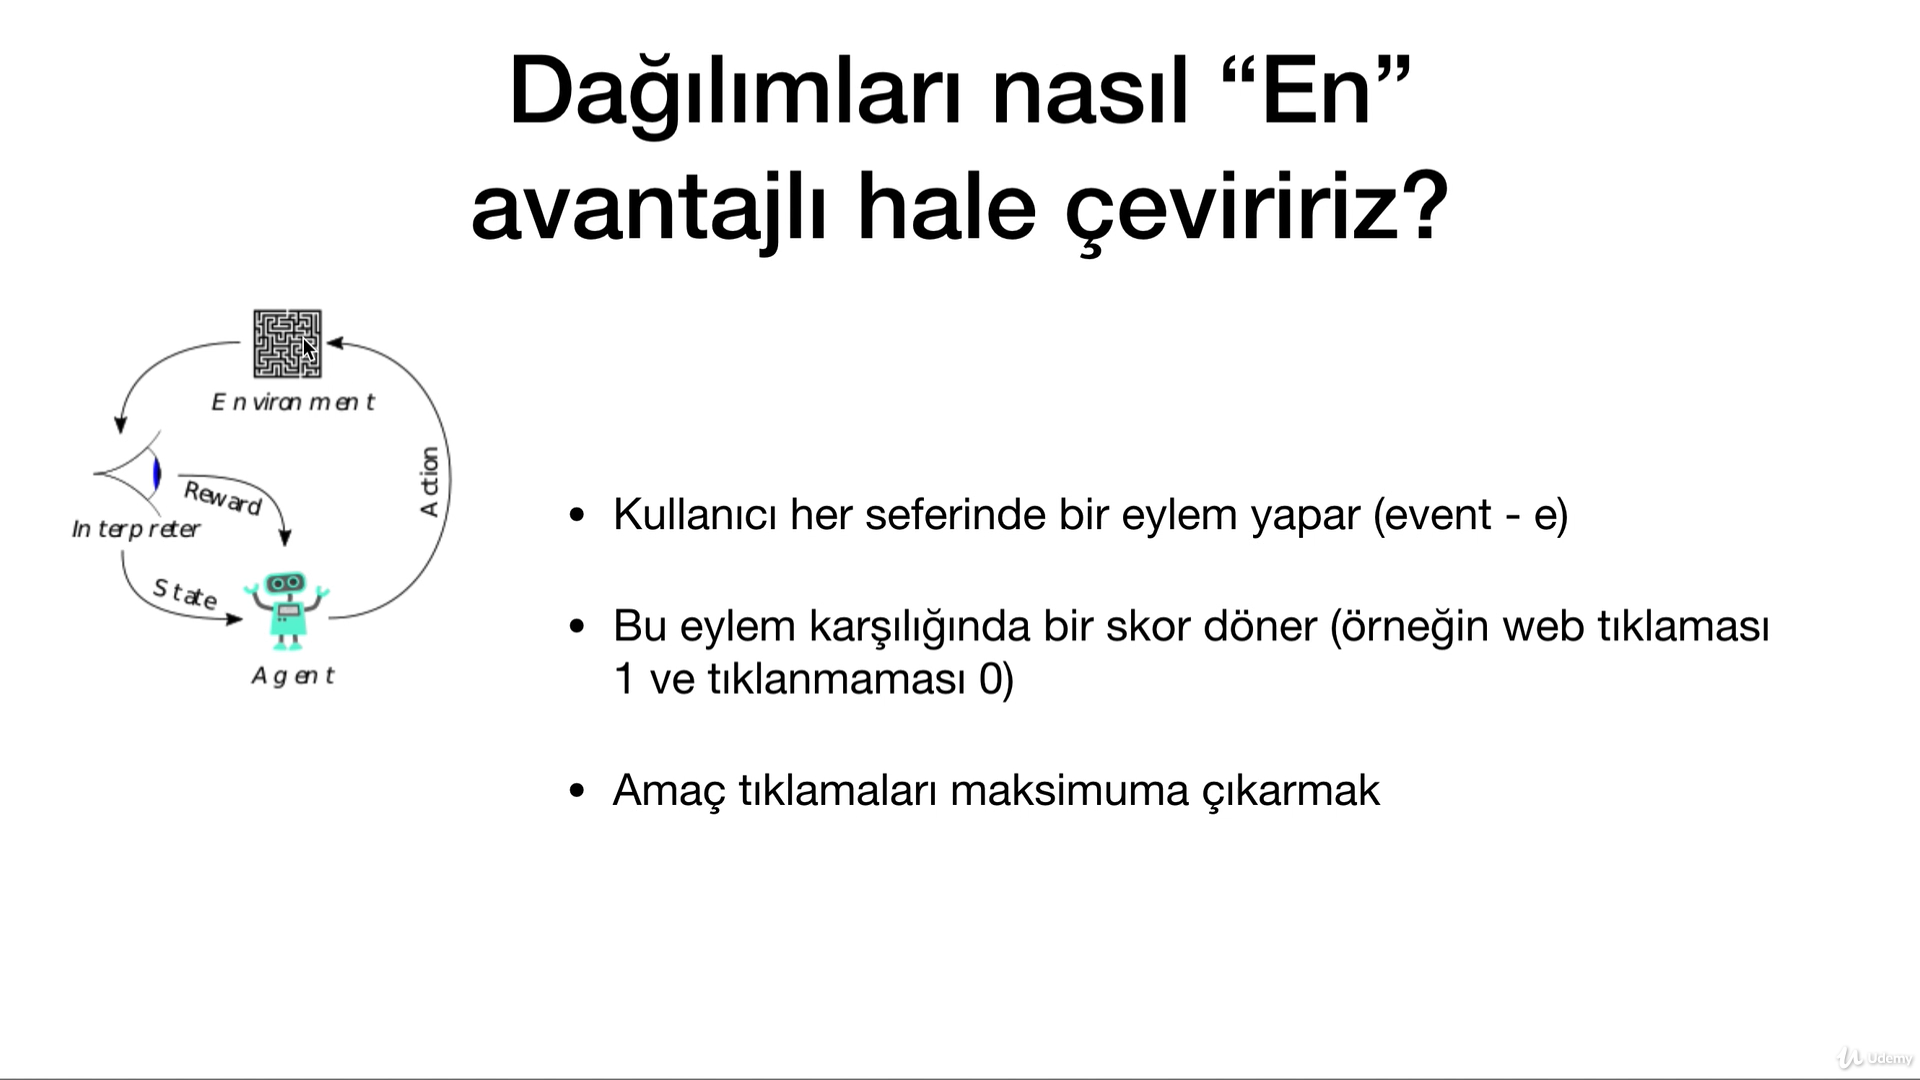 Dağılımları nasıl “En”
avantajlı hale çeviririz?
Environment
Reward
Action
Interpreter
State
Agent
• Kullanıcı her seferinde bir eylem yapar (event - e)
• Bu eylem karşılığında bir skor döner (örneğin web tıklaması
1 ve tıklanmaması 0)
• Amaç tıklamaları maksimuma çıkarmak
Udemy